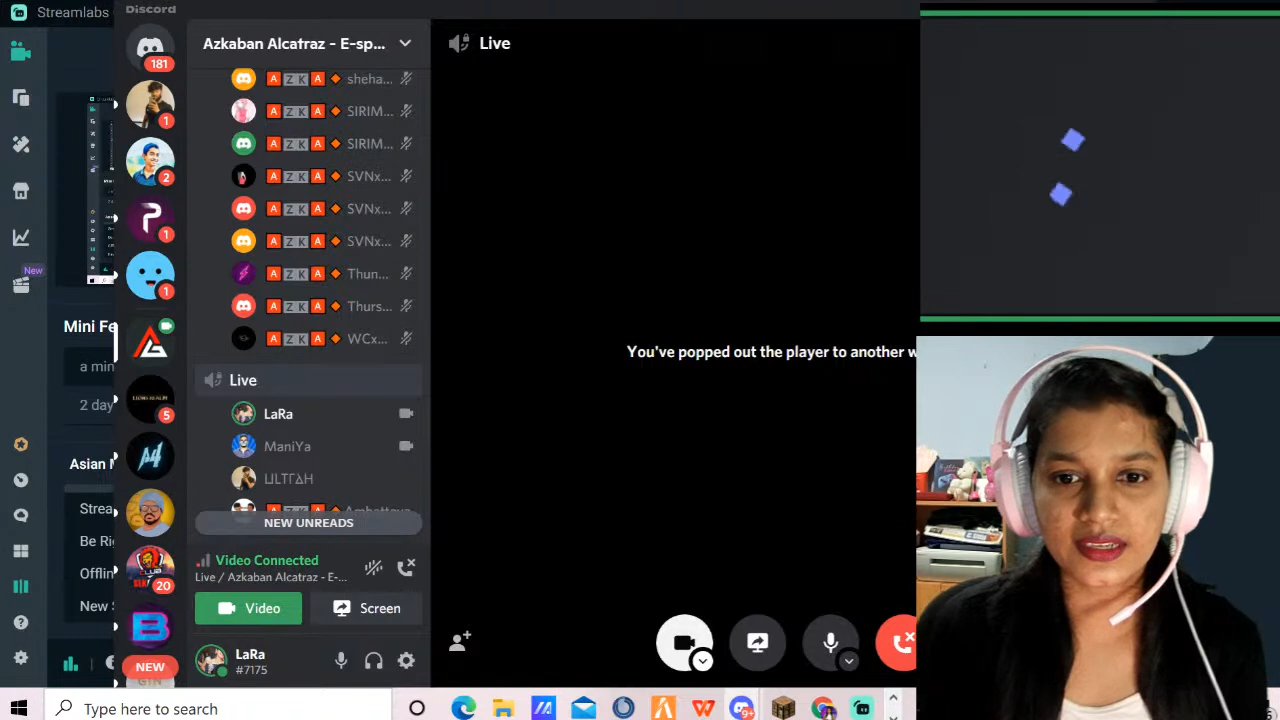 Streamlabs
Discord
Azkaban Alcatraz - E-sp...
Live
181
1
2
1
1
5
20
NEW
New
A Z K A sheha...
A Z K A SIRIM...
A Z K A SIRIM...
A Z K A SVNx...
A Z K A SVNx...
A Z K A SVNx...
A Z K A Thun...
A Z K A Thurs...
A Z K A WCx...
Live
LaRa
ManiYa
NEW UNREADS
Video Connected
Live / Azkaban Alcatraz - E-...
Video
Screen
LaRa
#7175
You've popped out the player to another w
Mini Fe
a min
2 day
Asian
Strea
Be Rig
Offlin
New S
Type here to search
9+